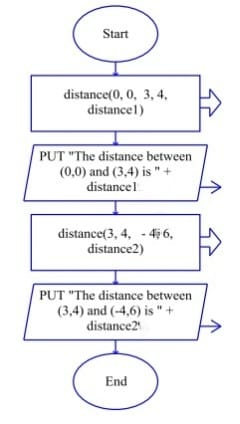 Start
distance(0, 0, 3, 4,
distance1)
PUT "The distance between
(0,0) and (3,4) is " +
distance1
distance(3, 4, - 4, 6,
distance2)
PUT "The distance between
(3,4) and (-4,6) is " +
distance2
End